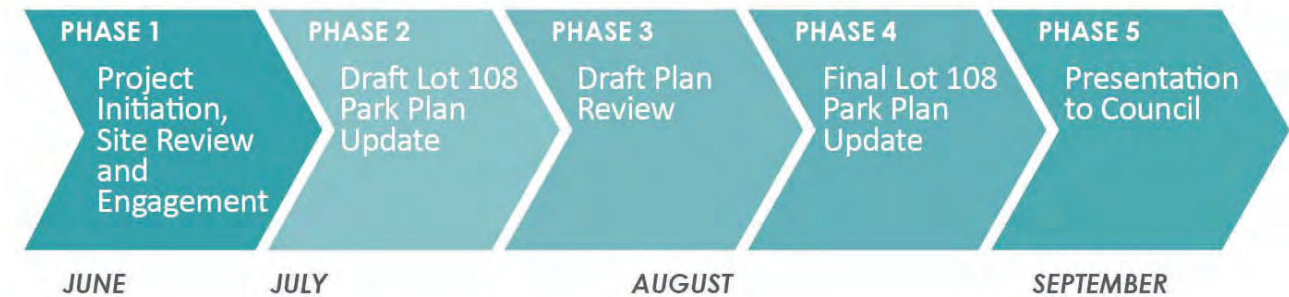 PHASE 1
Project
Initiation,
Site Review
and
Engagement
PHASE 2
Draft Lot 108
Park Plan
Update
PHASE 3
Draft Plan
Review
PHASE 4
Final Lot 108
Park Plan
Update
PHASE 5
Presentation
to Council
JUNE
JULY
AUGUST
SEPTEMBER